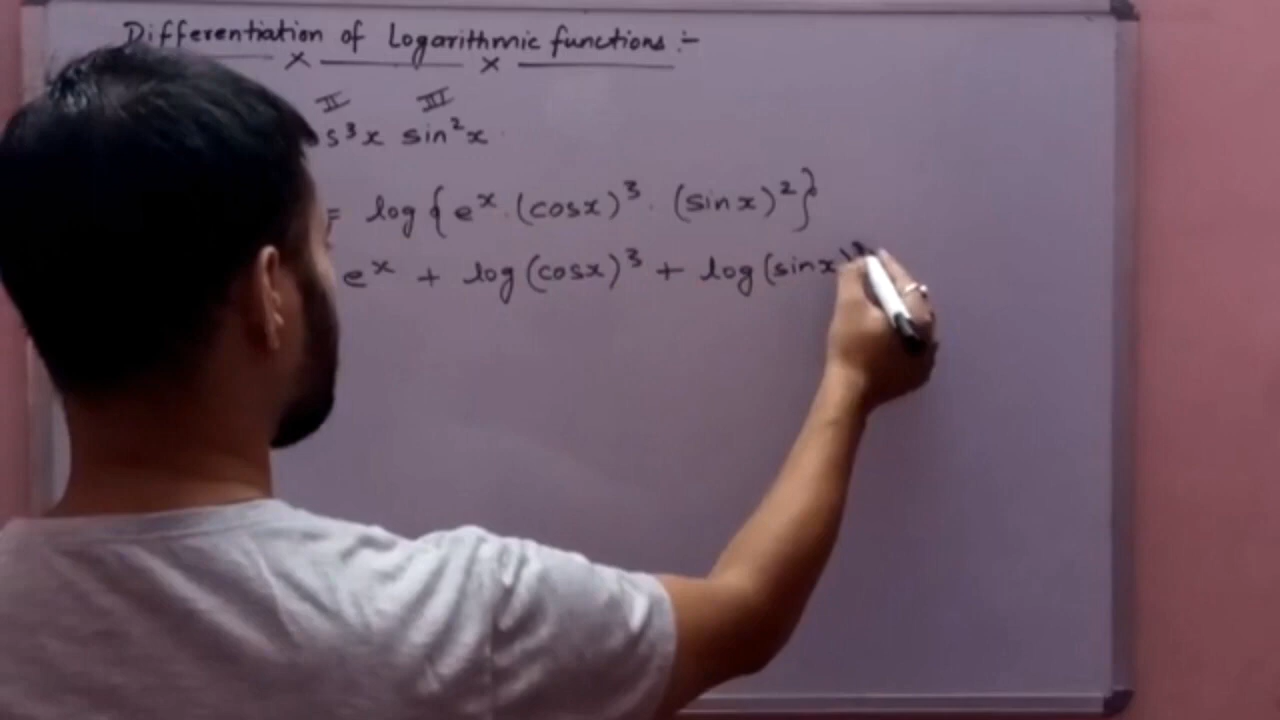 Differentiation of Logarithmic functions :-
II III
s³x sin²x
= log{eˣ.(cosx)³. (sinx)²}
eˣ + log(cosx)³ + log(sinx)